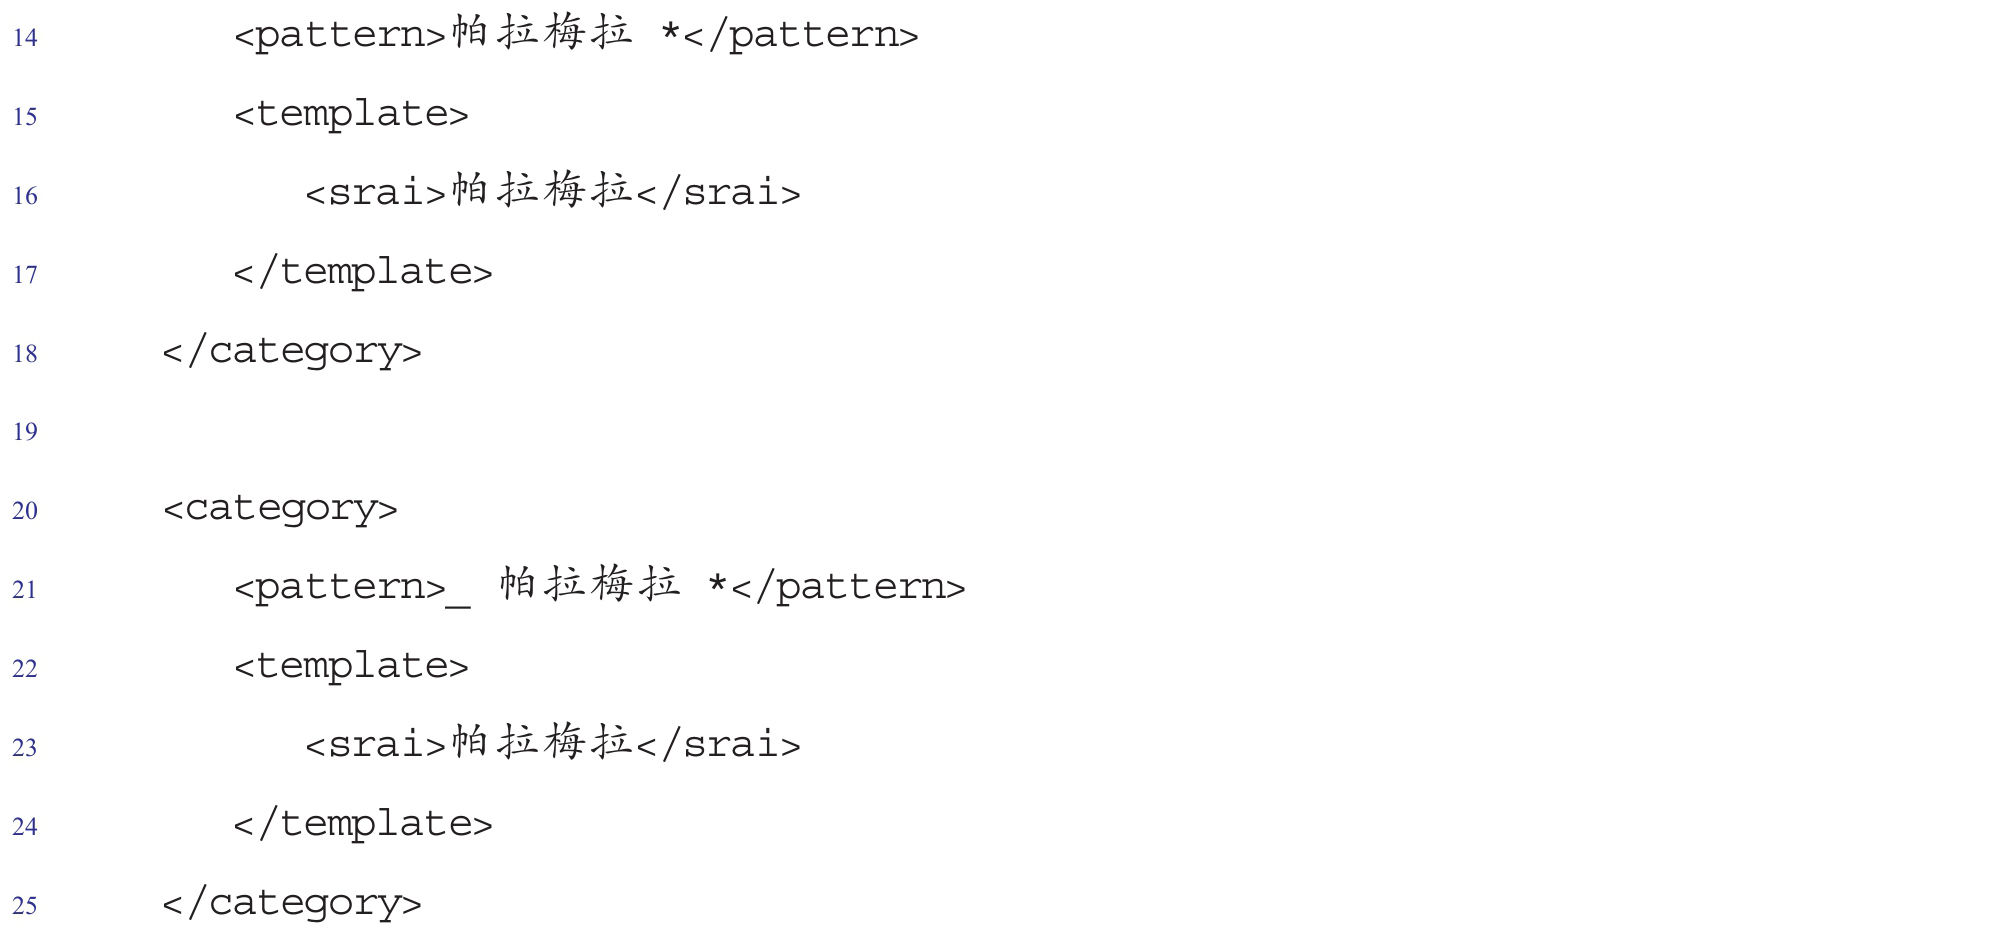 14 <pattern>帕拉梅拉 *</pattern>
15 <template>
16 <srai>帕拉梅拉</srai>
17 </template>
18 </category>
19
20 <category>
21 <pattern>_ 帕拉梅拉 *</pattern>
22 <template>
23 <srai>帕拉梅拉</srai>
24 </template>
25 </category>